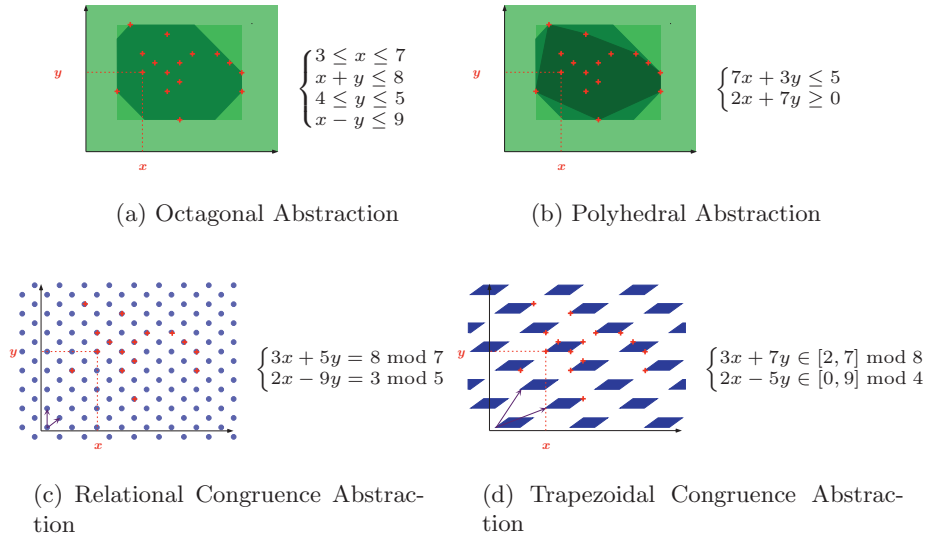 y
x
3 ≤ x ≤ 7
x + y ≤ 8
4 ≤ y ≤ 5
x − y ≤ 9
(a) Octagonal Abstraction
y
x
7x + 3y ≤ 5
2x + 7y ≥ 0
(b) Polyhedral Abstraction
y
x
3x + 5y = 8 mod 7
2x − 9y = 3 mod 5
(c) Relational Congruence Abstrac-
tion
y
x
3x + 7y ∈ [2, 7] mod 8
2x − 5y ∈ [0, 9] mod 4
(d) Trapezoidal Congruence Abstrac-
tion